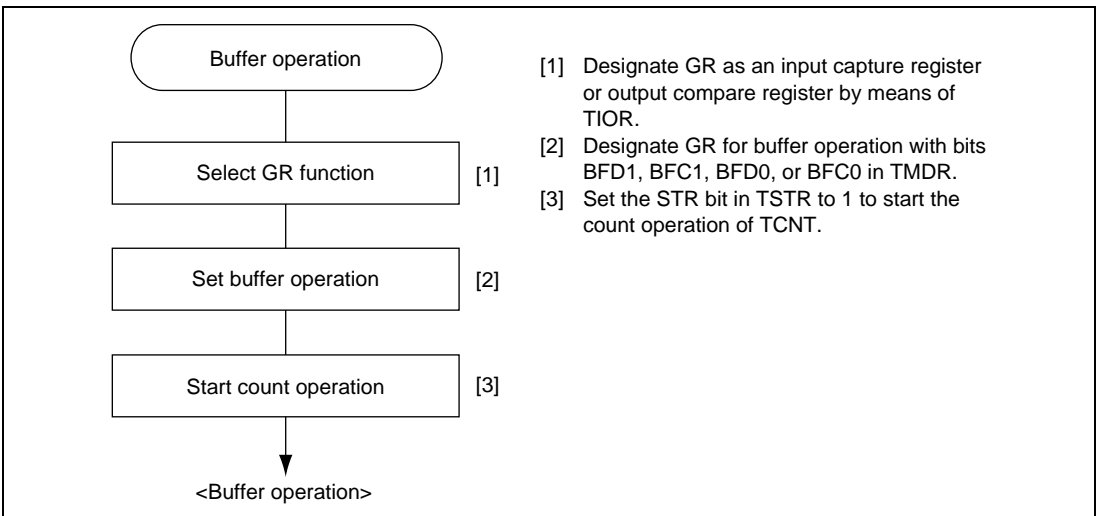 Buffer operation
Select GR function
[1]
Set buffer operation
[2]
Start count operation
[3]
<Buffer operation>
[1] Designate GR as an input capture register
or output compare register by means of
TIOR.
[2] Designate GR for buffer operation with bits
BFD1, BFC1, BFD0, or BFC0 in TMDR.
[3] Set the STR bit in TSTR to 1 to start the
count operation of TCNT.